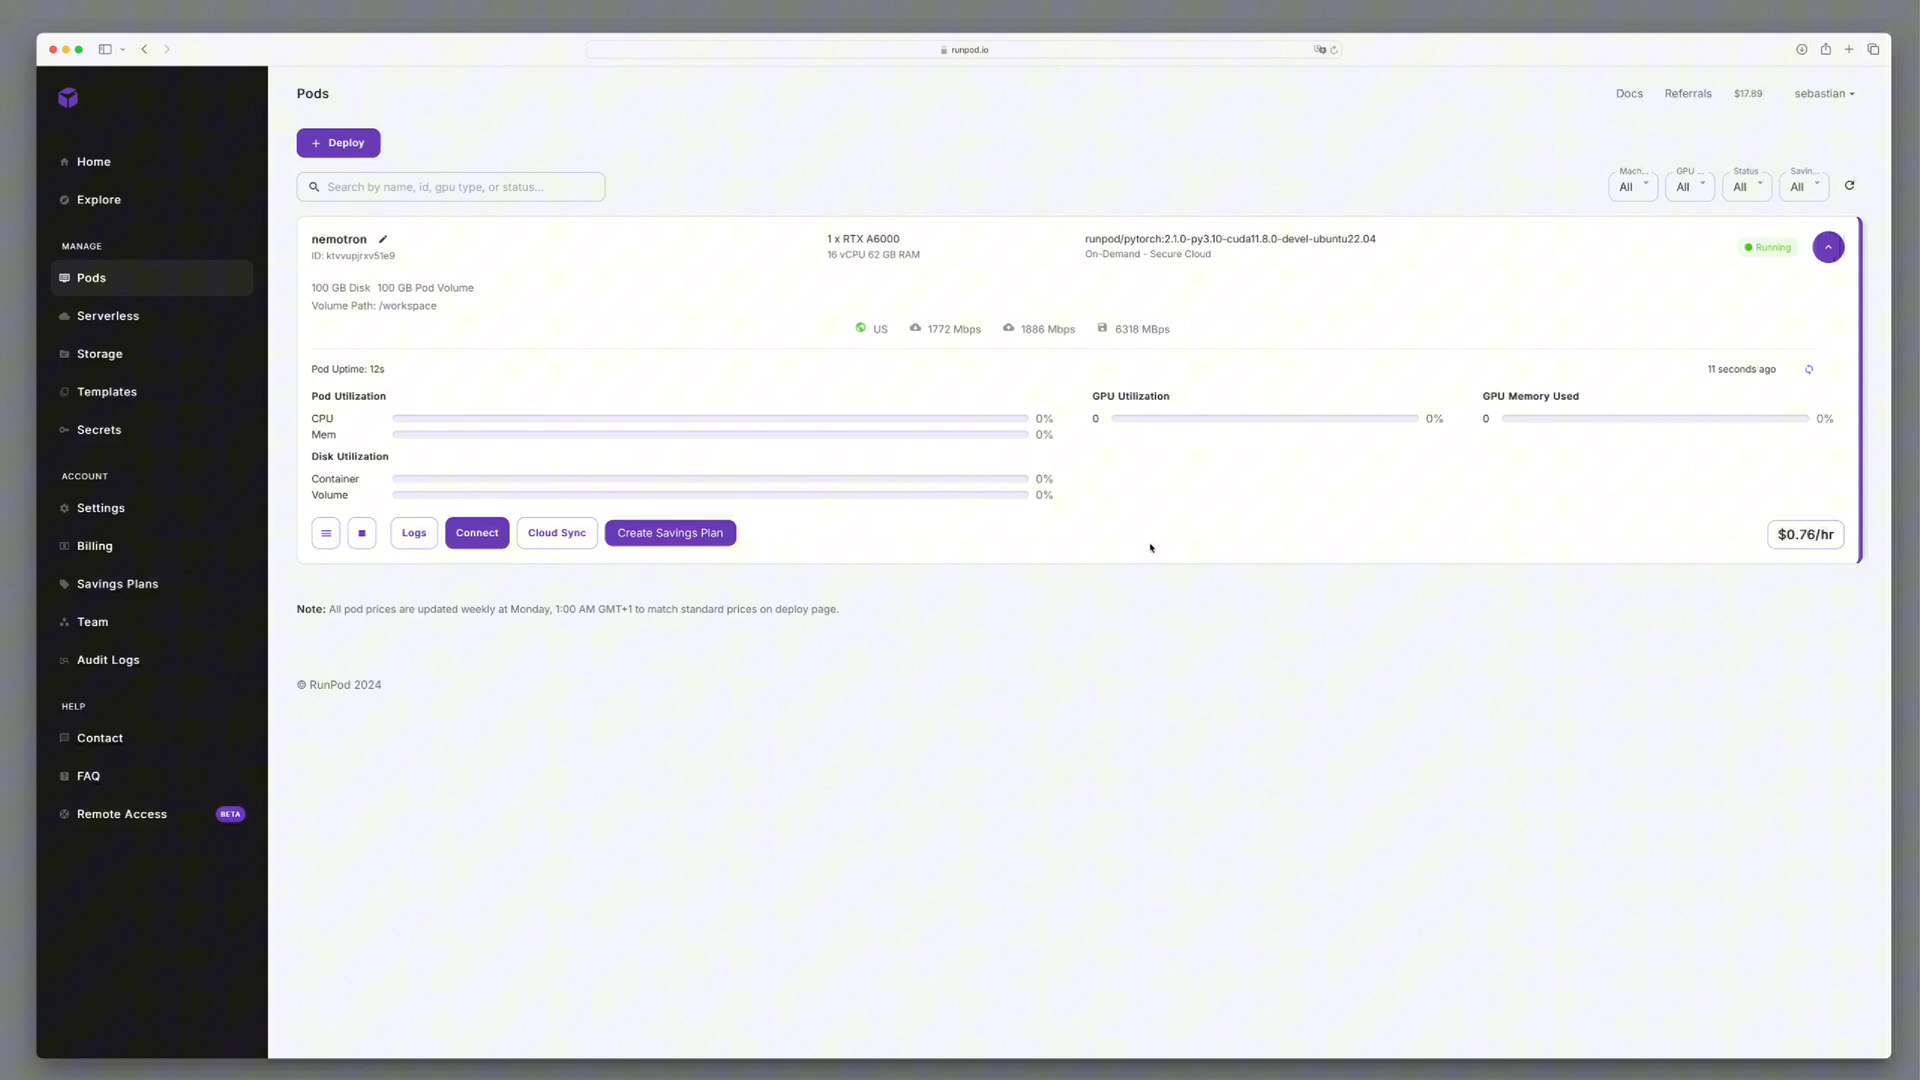 runpod.io
Pods
Docs
Referrals
$17.89
sebastian
Deploy
Search by name, id, gpu type, or status...
Mach...
All
GPU ...
All
Status
All
Savin...
All
Home
Explore
MANAGE
Pods
Serverless
Storage
Templates
Secrets
ACCOUNT
Settings
Billing
Savings Plans
Team
Audit Logs
HELP
Contact
FAQ
Remote Access
BETA
nemotron
ID: ktvvupjrxv51e9
1 x RTX A6000
16 vCPU 62 GB RAM
runpod/pytorch:2.1.0-py3.10-cuda11.8.0-devel-ubuntu22.04
On-Demand - Secure Cloud
Running
100 GB Disk 100 GB Pod Volume
Volume Path: /workspace
US
1772 Mbps
1886 Mbps
6318 MBps
Pod Uptime: 12s
11 seconds ago
Pod Utilization
CPU 0%
Mem 0%
Disk Utilization
Container 0%
Volume 0%
GPU Utilization
0 0%
GPU Memory Used
0 0%
Logs
Connect
Cloud Sync
Create Savings Plan
$0.76/hr
Note: All pod prices are updated weekly at Monday, 1:00 AM GMT+1 to match standard prices on deploy page.
© RunPod 2024